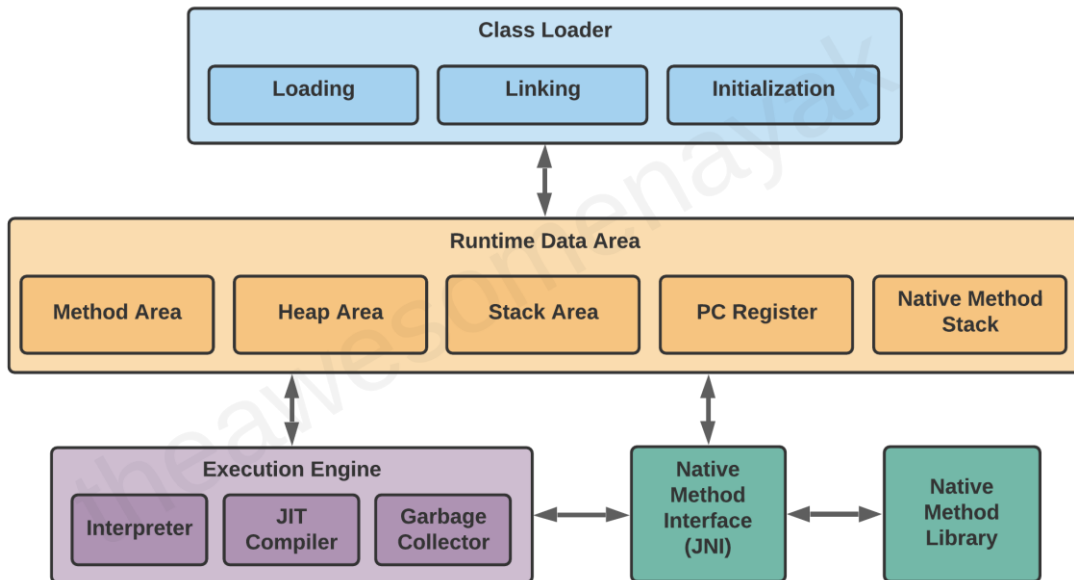 Class Loader
Loading
Linking
Initialization
Runtime Data Area
Method Area
Heap Area
Stack Area
PC Register
Native Method
Stack
Execution Engine
Interpreter
JIT
Compiler
Garbage
Collector
Native
Method
Interface
(JNI)
Native
Method
Library
theawesomenayak